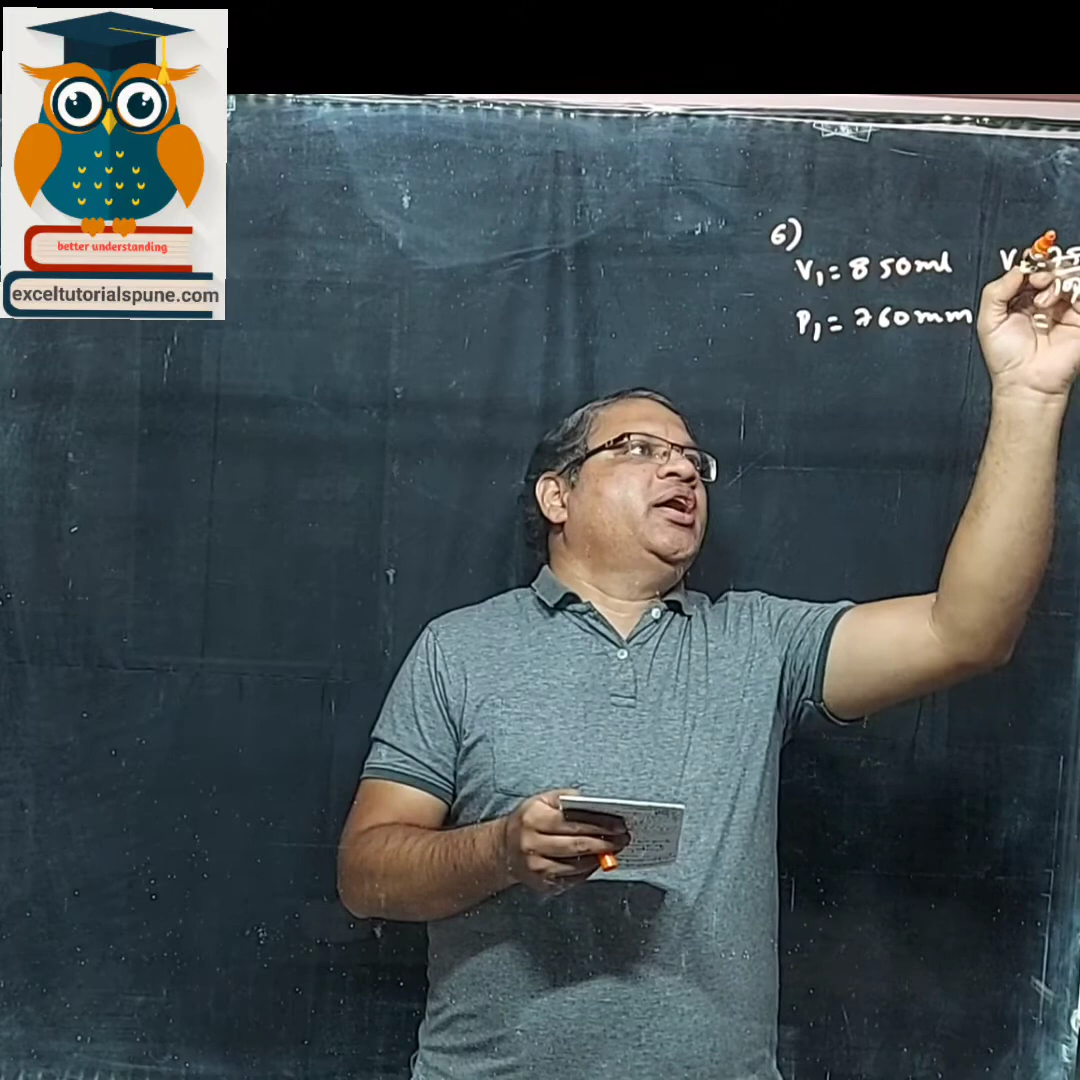 better understanding
exceltutorialspune.com
6)
V₁ = 850ml
P₁ = 760mm